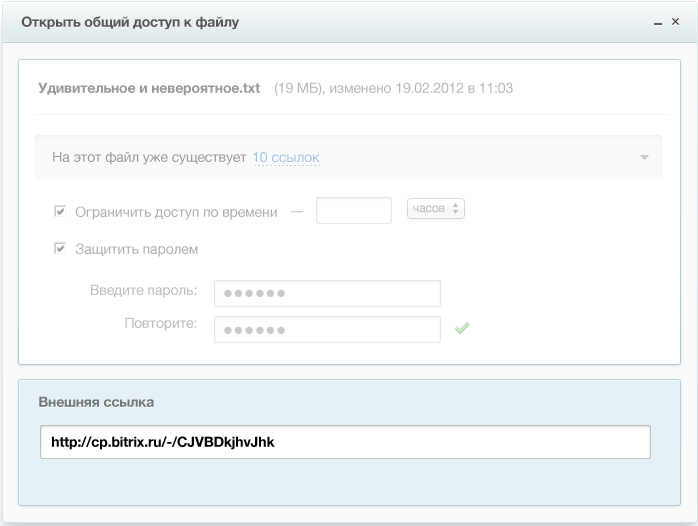 Открыть общий доступ к файлу
Удивительное и невероятное.txt (19 МБ), изменено 19.02.2012 в 11:03
На этот файл уже существует 10 ссылок
Ограничить доступ по времени — часов
Защитить паролем
Введите пароль: ●●●●●●
Повторите: ●●●●●●
Внешняя ссылка
http://cp.bitrix.ru/-/CJVBDkjhvJhk